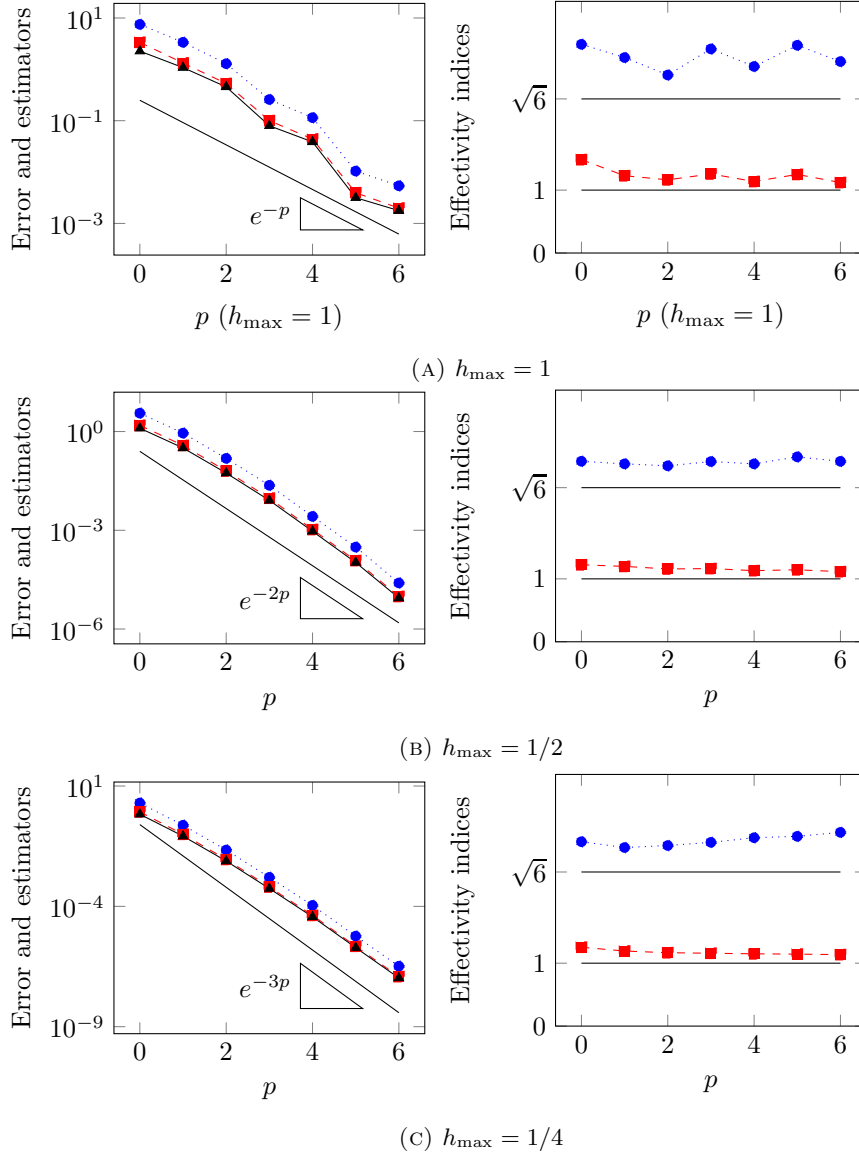 Error and estimators
10^1
10^{-1}
10^{-3}
e^{-p}
0 2 4 6
p (h_max = 1)
Effectivity indices
√6
1
0
0 2 4 6
p (h_max = 1)
(A) h_max = 1
Error and estimators
10^0
10^{-3}
10^{-6}
e^{-2p}
0 2 4 6
p
Effectivity indices
√6
1
0
0 2 4 6
p
(B) h_max = 1/2
Error and estimators
10^1
10^{-4}
10^{-9}
e^{-3p}
0 2 4 6
p
Effectivity indices
√6
1
0
0 2 4 6
p
(C) h_max = 1/4